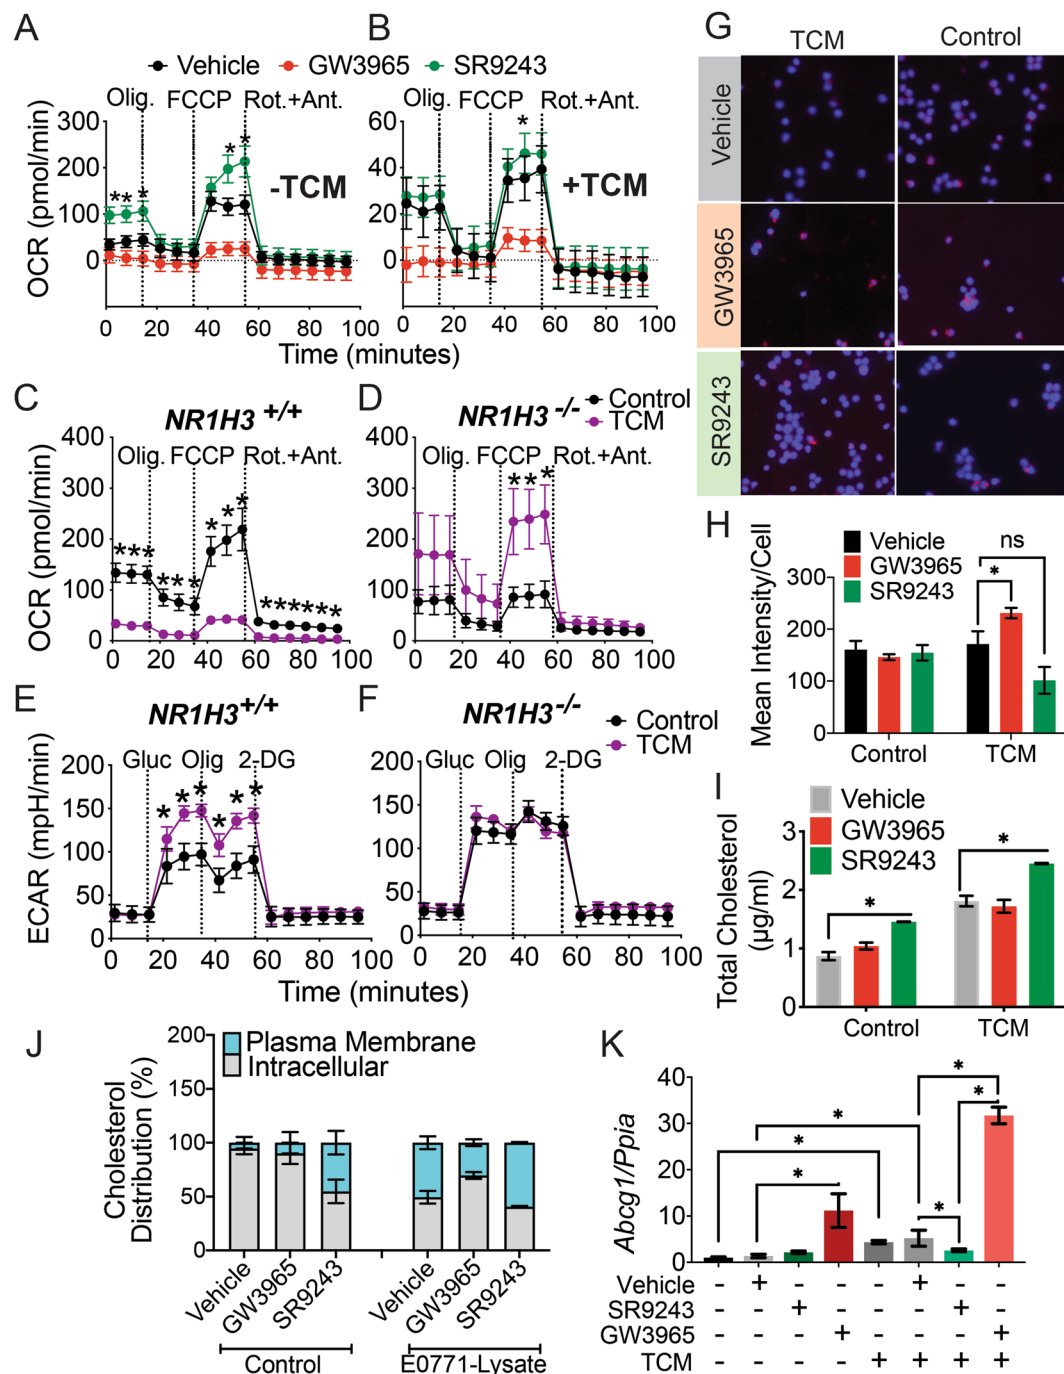 A
B
Vehicle GW3965 SR9243
Olig. FCCP Rot.+Ant.
300
200
100
0
OCR (pmol/min)
** * * *
-TCM
0 20 40 60 80 100
Olig. FCCP Rot.+Ant.
60
40
20
0
*
+TCM
0 20 40 60 80 100
Time (minutes)
C
NR1H3 +/+
Olig. FCCP Rot.+Ant.
400
300
200
100
0
OCR (pmol/min)
*** *** *** ******
0 20 40 60 80 100
D
NR1H3 -/-
Control
TCM
Olig. FCCP Rot.+Ant.
400
300
200
100
0
***
0 20 40 60 80 100
E
NR1H3+/+
Gluc Olig 2-DG
200
150
100
50
0
ECAR (mpH/min)
*** ***
0 20 40 60 80 100
F
NR1H3-/-
Control
TCM
Gluc Olig 2-DG
200
150
100
50
0
0 20 40 60 80 100
Time (minutes)
G
TCM Control
Vehicle
GW3965
SR9243
H
Vehicle
GW3965
SR9243
ns
*
300
200
100
0
Mean Intensity/Cell
Control TCM
I
Vehicle
GW3965
SR9243
* *
3
2
1
0
Total Cholesterol
(µg/ml)
Control TCM
J
Plasma Membrane
Intracellular
200
150
100
50
0
Cholesterol
Distribution (%)
Vehicle GW3965 SR9243 Vehicle GW3965 SR9243
Control E0771-Lysate
K
40
30
20
10
0
Abcg1/Ppia
* * * * * *
Vehicle - + - - - + - -
SR9243 - - + - - - + -
GW3965 - - - + - - - +
TCM - - - - + + + +